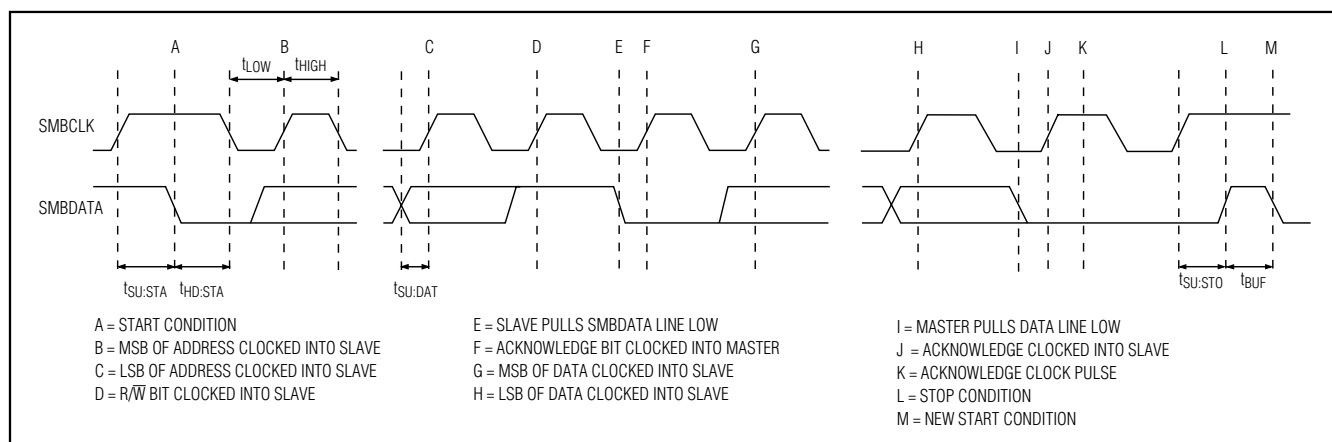 A B C D E F G H I J K L M
tLOW tHIGH
SMBCLK
SMBDATA
tSU:STA tHD:STA tSU:DAT tSU:STO tBUF
A = START CONDITION
B = MSB OF ADDRESS CLOCKED INTO SLAVE
C = LSB OF ADDRESS CLOCKED INTO SLAVE
D = R/W̅ BIT CLOCKED INTO SLAVE
E = SLAVE PULLS SMBDATA LINE LOW
F = ACKNOWLEDGE BIT CLOCKED INTO MASTER
G = MSB OF DATA CLOCKED INTO SLAVE
H = LSB OF DATA CLOCKED INTO SLAVE
I = MASTER PULLS DATA LINE LOW
J = ACKNOWLEDGE CLOCKED INTO SLAVE
K = ACKNOWLEDGE CLOCK PULSE
L = STOP CONDITION
M = NEW START CONDITION